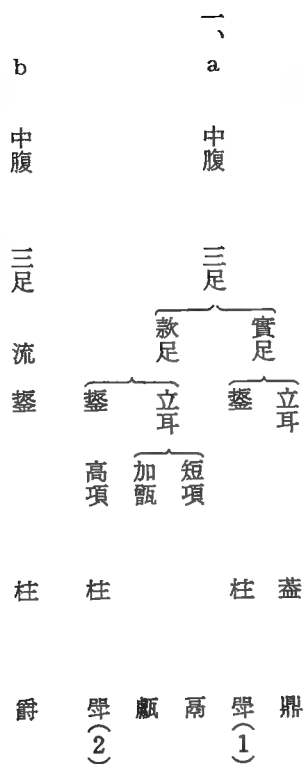 一、a 中腹 三足
實足 立耳 蓋 鼎
鋬 柱 斝(1)
款足 立耳 短項 鬲
加甑 甗
鋬 高項 柱 斝(2)
b 中腹 三足 流 鋬 柱 爵